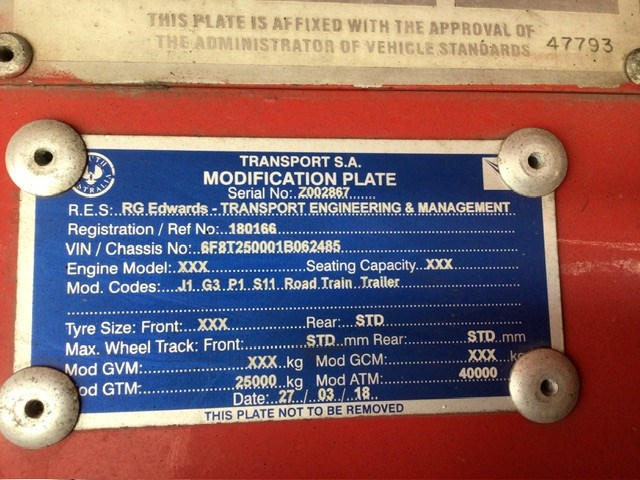 THIS PLATE IS AFFIXED WITH THE APPROVAL OF
THE ADMINISTRATOR OF VEHICLE STANDARDS 47793
TRANSPORT S.A.
MODIFICATION PLATE
Serial No: Z002867
R.E.S: RG Edwards - TRANSPORT ENGINEERING & MANAGEMENT
Registration / Ref No: 180166
VIN / Chassis No: 6F8T250001B062485
Engine Model: XXX Seating Capacity XXX
Mod. Codes: J1 G3 P1 S11 Road Train Trailer
Tyre Size: Front: XXX Rear: STD
Max. Wheel Track: Front: STD mm Rear: STD mm
Mod GVM: XXX kg Mod GCM: XXX
GTM: 25000 kg Mod ATM: 40000
Date: 27 / 03 / 18
THIS PLATE NOT TO BE REMOVED